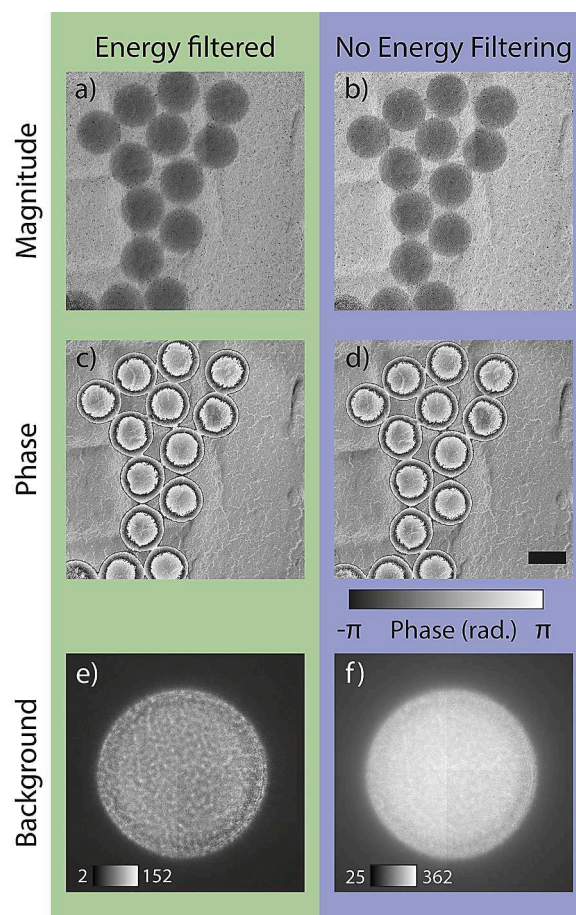 Energy filtered
No Energy Filtering
Magnitude
a)
b)
Phase
c)
d)
-π Phase (rad.) π
Background
e)
f)
2 152
25 362